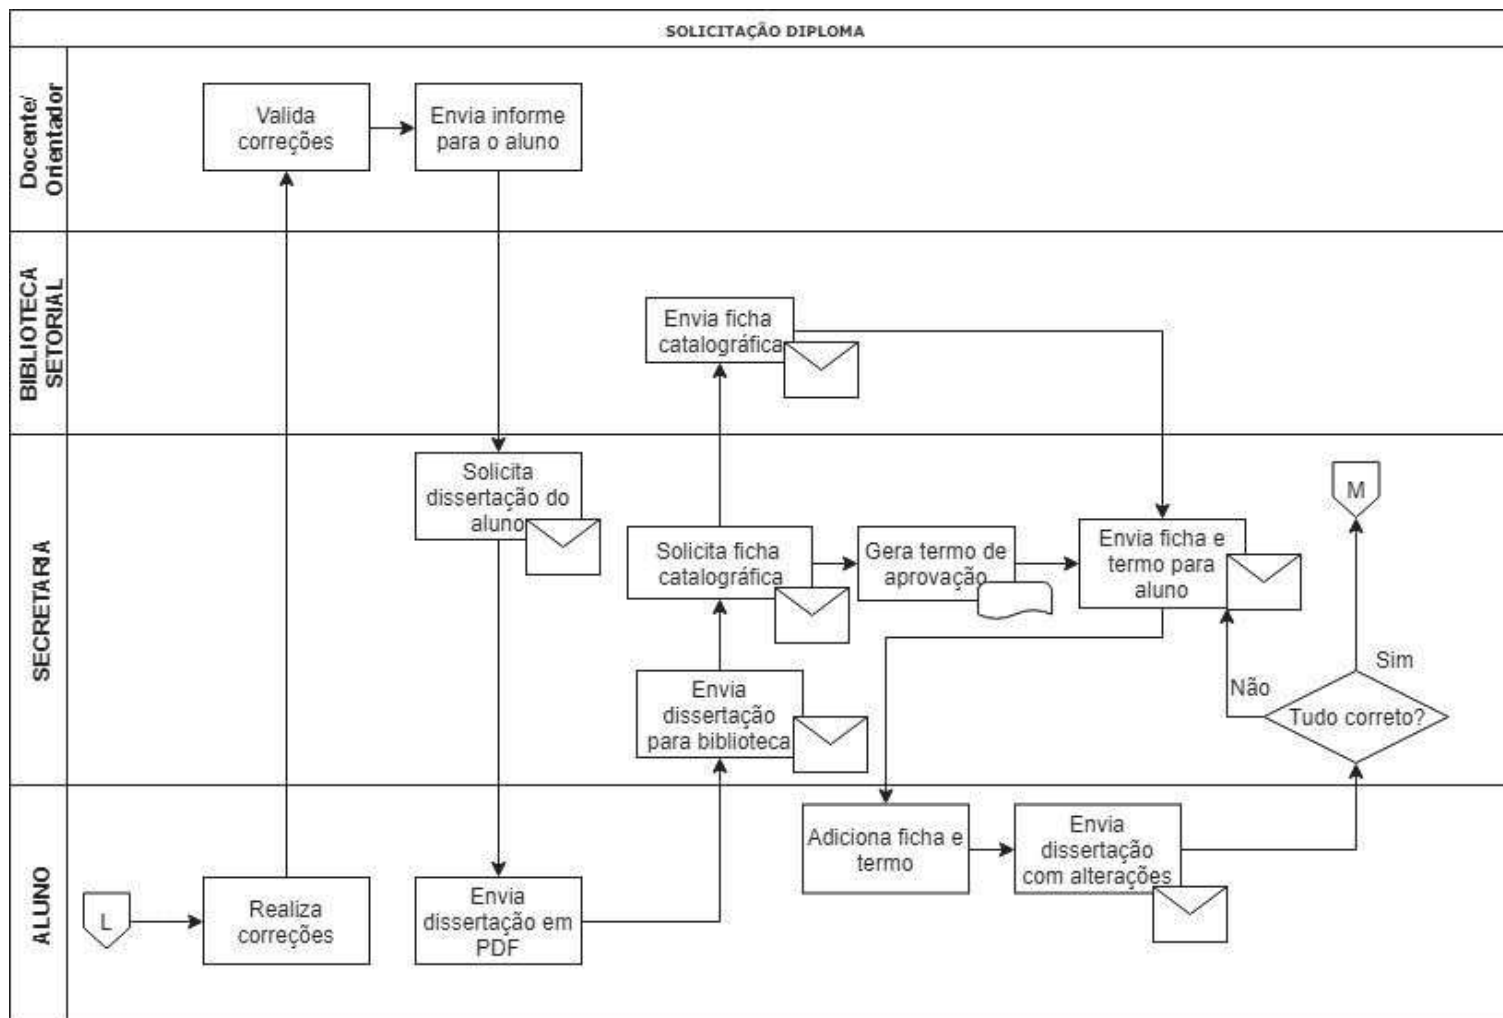 SOLICITAÇÃO DIPLOMA
Docente/
Orientador
Valida
correções
Envia informe
para o aluno
BIBLIOTECA
SETORIAL
Envia ficha
catalográfica
SECRETARIA
Solicita
dissertação do
aluno
Solicita ficha
catalográfica
Gera termo de
aprovação
Envia ficha e
termo para
aluno
M
Sim
Não
Tudo correto?
Envia
dissertação
para biblioteca
ALUNO
L
Realiza
correções
Envia
dissertação em
PDF
Adiciona ficha e
termo
Envia
dissertação
com alterações